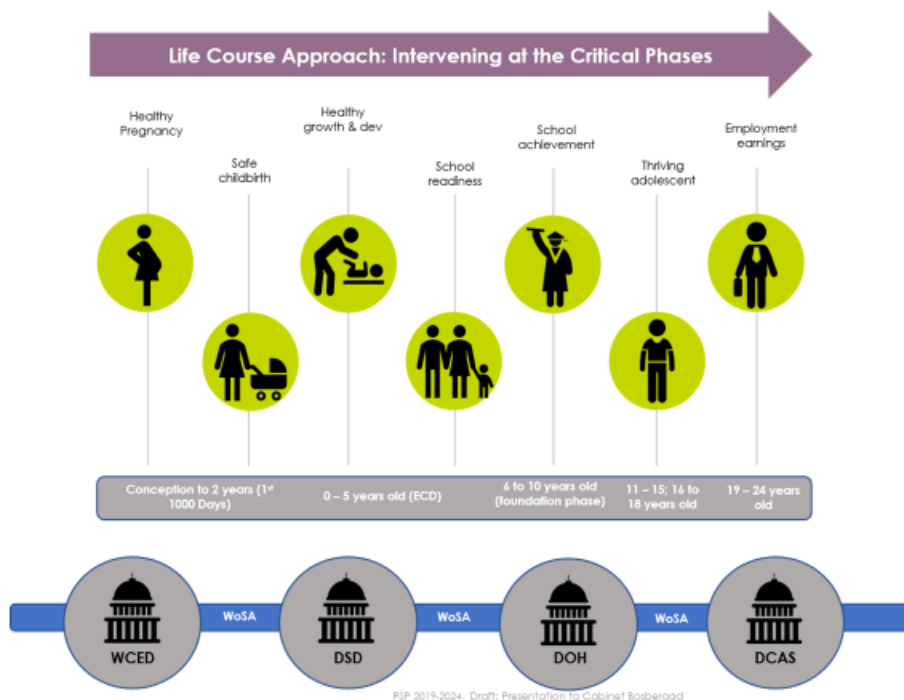 Life Course Approach: Intervening at the Critical Phases
Healthy
Pregnancy
Safe
childbirth
Healthy
growth & dev
School
readiness
School
achievement
Thriving
adolescent
Employment
earnings
Conception to 2 years (1st
1000 Days)
0 – 5 years old (ECD)
6 to 10 years old
(foundation phase)
11 – 15; 16 to
18 years old
19 – 24 years
old
WCED
WoSA
DSD
WoSA
DOH
WoSA
DCAS
PSP 2019-2024, Draft: Presentation to Cabinet Bosberaad